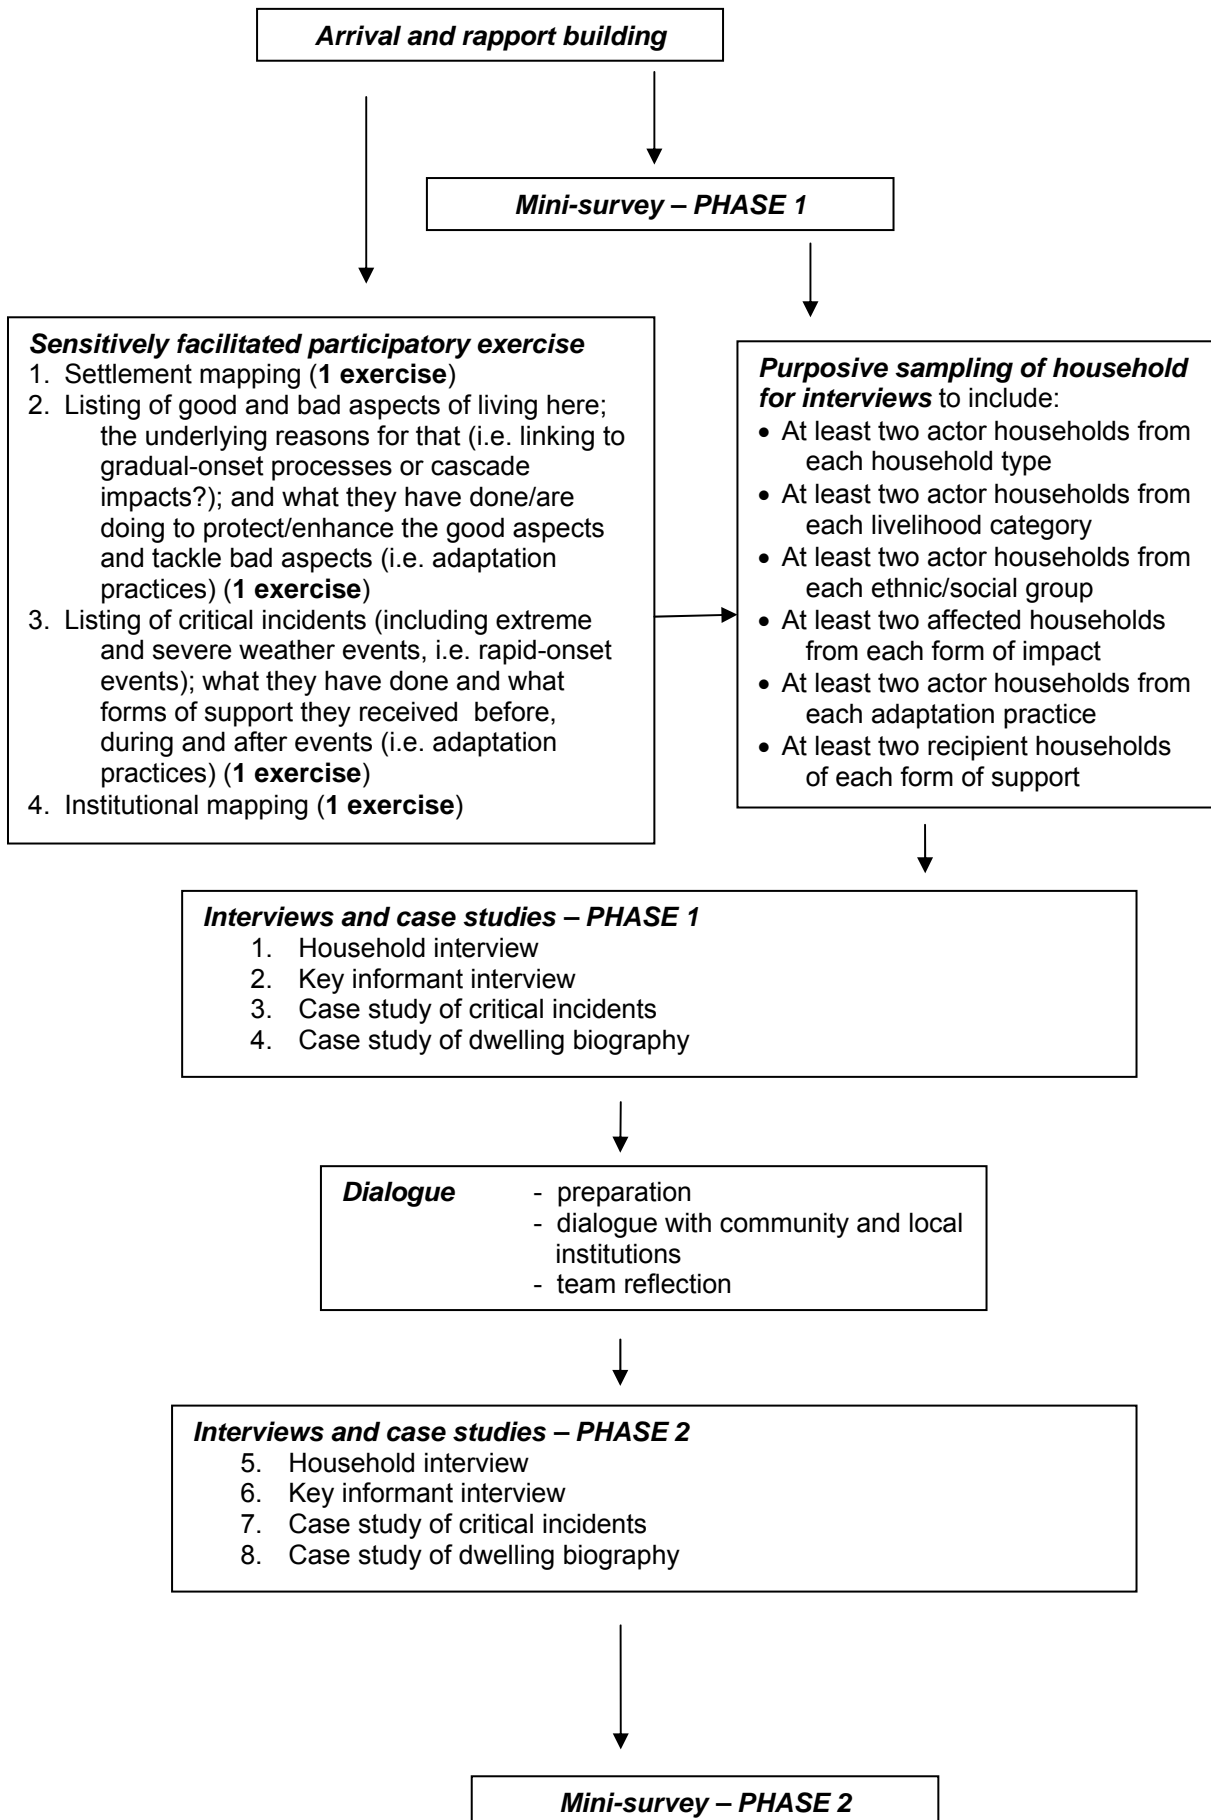 Arrival and rapport building
Mini-survey – PHASE 1
Sensitively facilitated participatory exercise
1. Settlement mapping (1 exercise)
2. Listing of good and bad aspects of living here;
the underlying reasons for that (i.e. linking to
gradual-onset processes or cascade
impacts?); and what they have done/are
doing to protect/enhance the good aspects
and tackle bad aspects (i.e. adaptation
practices) (1 exercise)
3. Listing of critical incidents (including extreme
and severe weather events, i.e. rapid-onset
events); what they have done and what
forms of support they received before,
during and after events (i.e. adaptation
practices) (1 exercise)
4. Institutional mapping (1 exercise)
Purposive sampling of household
for interviews to include:
• At least two actor households from
each household type
• At least two actor households from
each livelihood category
• At least two actor households from
each ethnic/social group
• At least two affected households
from each form of impact
• At least two actor households from
each adaptation practice
• At least two recipient households
of each form of support
Interviews and case studies – PHASE 1
1. Household interview
2. Key informant interview
3. Case study of critical incidents
4. Case study of dwelling biography
Dialogue - preparation
- dialogue with community and local
institutions
- team reflection
Interviews and case studies – PHASE 2
5. Household interview
6. Key informant interview
7. Case study of critical incidents
8. Case study of dwelling biography
Mini-survey – PHASE 2